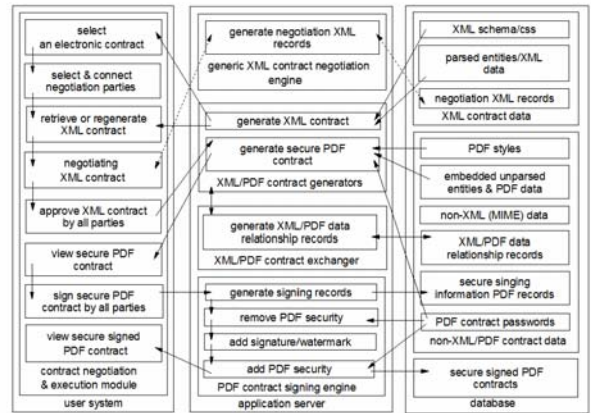 select
an electronic contract
select & connect
negotiation parties
retrieve or regenerate
XML contract
negotiating
XML contract
approve XML contract
by all parties
view secure PDF
contract
sign secure PDF
contract by all parties
view secure signed
PDF contract
contract negotiation
& execution module
user system
generate negotiation XML
records
generic XML contract negotiation
engine
generate XML contract
generate secure PDF
contract
XML/PDF contract generators
generate XML/PDF data
relationship records
XML/PDF contract exchanger
generate signing records
remove PDF security
add signature/watermark
add PDF security
PDF contract signing engine
application server
XML schema/css
parsed entities/XML
data
negotiation XML records
XML contract data
PDF styles
embedded unparsed
entities & PDF data
non-XML (MIME) data
XML/PDF data
relationship records
secure singing
information PDF records
PDF contract passwords
non-XML/PDF contract data
secure signed PDF
contracts
database